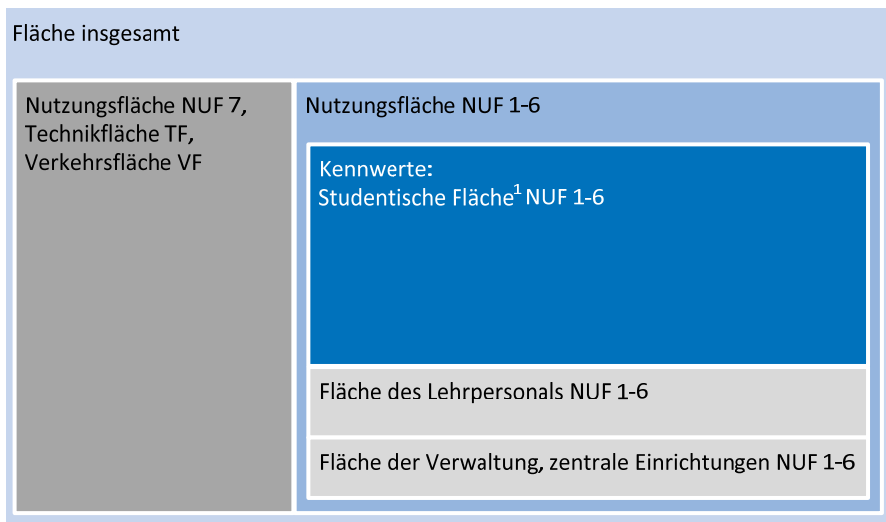 Fläche insgesamt
Nutzungsfläche NUF 7,
Technikfläche TF,
Verkehrsfläche VF
Nutzungsfläche NUF 1-6
Kennwerte:
Studentische Fläche¹ NUF 1-6
Fläche des Lehrpersonals NUF 1-6
Fläche der Verwaltung, zentrale Einrichtungen NUF 1-6